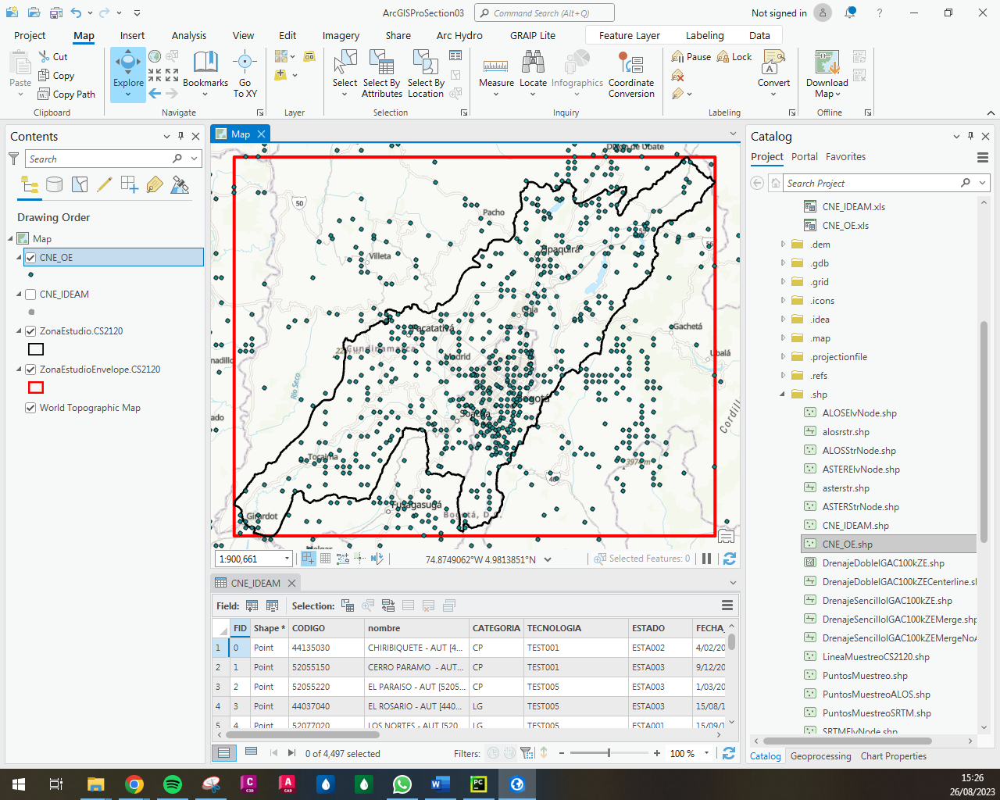 ArcGISProSection03
Command Search (Alt+Q)
Not signed in
?
Project
Map
Insert
Analysis
View
Edit
Imagery
Share
Arc Hydro
GRAIP Lite
Feature Layer
Labeling
Data
Paste
Cut
Copy
Copy Path
Clipboard
Explore
Bookmarks
Go To XY
Navigate
Layer
Select
Select By Attributes
Select By Location
Selection
Measure
Locate
Infographics
Coordinate Conversion
Inquiry
Pause
Lock
Convert
Labeling
Download Map
Offline
Contents
Search
Drawing Order
Map
CNE_OE
CNE_IDEAM
ZonaEstudio.CS2120
ZonaEstudioEnvelope.CS2120
World Topographic Map
Map
50
Pacho
Villeta
Zipaquirá
55
56
Chía
Gachetá
Facatativá
Cundinamarca
Madrid
Ubalá
Río Seco
Bogotá
Soacha
Cordill
ado
Tocaima
3974 m
40
Fusagasugá
Girardot
Bogotá, D.C.
1:900,661
74.8749062°W 4.9813851°N
Selected Features: 0
CNE_IDEAM
Field:
Selection:
FID Shape * CODIGO nombre CATEGORIA TECNOLOGIA ESTADO FECHA_
1 0 Point 44135030 CHIRIBIQUETE - AUT [4... CP TEST001 ESTA002 4/02/20
2 1 Point 52055150 CERRO PARAMO - AUT... CP TEST001 ESTA003 9/12/20
3 2 Point 52055220 EL PARAISO - AUT [5205... CP TEST005 ESTA003 1/03/20
4 3 Point 44037040 EL ROSARIO - AUT [440... LG TEST005 ESTA003 15/08/1
5 4 Point 52077020 LOS NORTES - AUT [520... LG TEST005 ESTA001 15/09/1
0 of 4,497 selected
Filters:
100 %
Catalog
Project
Portal
Favorites
Search Project
CNE_IDEAM.xls
CNE_OE.xls
.dem
.gdb
.grid
.icons
.idea
.map
.projectionfile
.refs
.shp
ALOSElvNode.shp
alosrstr.shp
ALOSStrNode.shp
ASTERElvNode.shp
asterstr.shp
ASTERStrNode.shp
CNE_IDEAM.shp
CNE_OE.shp
DrenajeDobleIGAC100kZE.shp
DrenajeDobleIGAC100kZECenterline.sh
DrenajeSencilloIGAC100kZE.shp
DrenajeSencilloIGAC100kZEMerge.shp
DrenajeSencilloIGAC100kZEMergeNoA
LineaMuestreoCS2120.shp
PuntosMuestreo.shp
PuntosMuestreoALOS.shp
PuntosMuestreoSRTM.shp
SRTMElvNode.shp
Catalog
Geoprocessing
Chart Properties
15:26
26/08/2023